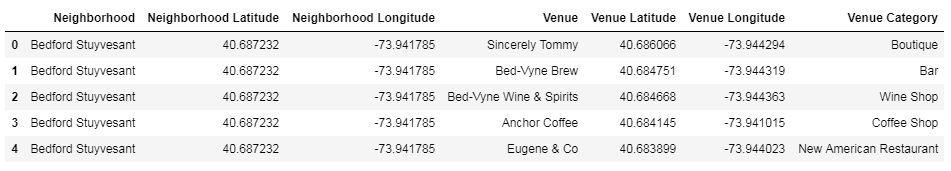 Neighborhood Neighborhood Latitude Neighborhood Longitude Venue Venue Latitude Venue Longitude Venue Category
0 Bedford Stuyvesant 40.687232 -73.941785 Sincerely Tommy 40.686066 -73.944294 Boutique
1 Bedford Stuyvesant 40.687232 -73.941785 Bed-Vyne Brew 40.684751 -73.944319 Bar
2 Bedford Stuyvesant 40.687232 -73.941785 Bed-Vyne Wine & Spirits 40.684668 -73.944363 Wine Shop
3 Bedford Stuyvesant 40.687232 -73.941785 Anchor Coffee 40.684145 -73.941015 Coffee Shop
4 Bedford Stuyvesant 40.687232 -73.941785 Eugene & Co 40.683899 -73.944023 New American Restaurant